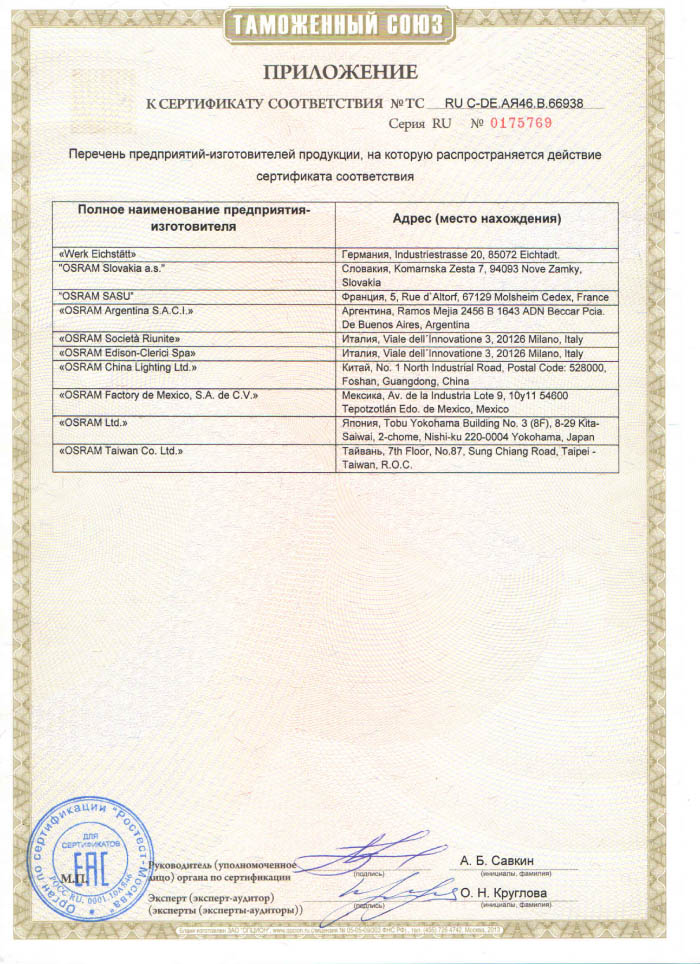 ТАМОЖЕННЫЙ СОЮЗ
ПРИЛОЖЕНИЕ
К СЕРТИФИКАТУ СООТВЕТСТВИЯ № ТС RU C-DE.АЯ46.В.66938
Серия RU № 0175769
Перечень предприятий-изготовителей продукции, на которую распространяется действие
сертификата соответствия
Полное наименование предприятия-
изготовителя
Адрес (место нахождения)
«Werk Eichstätt»
Германия, Industriestrasse 20, 85072 Eichtadt.
"OSRAM Slovakia a.s."
Словакия, Komarnska Zesta 7, 94093 Nove Zamky,
Slovakia
"OSRAM SASU"
Франция, 5, Rue d`Altorf, 67129 Molsheim Cedex, France
«OSRAM Argentina S.A.C.I.»
Аргентина, Ramos Mejia 2456 B 1643 ADN Beccar Pcia.
De Buenos Aires, Argentina
«OSRAM Società Riunite»
Италия, Viale dell`Innovatione 3, 20126 Milano, Italy
«OSRAM Edison-Clerici Spa»
Италия, Viale dell`Innovatione 3, 20126 Milano, Italy
«OSRAM China Lighting Ltd.»
Китай, No. 1 North Industrial Road, Postal Code: 528000,
Foshan, Guangdong, China
«OSRAM Factory de Mexico, S.A. de C.V.»
Мексика, Av. de la Industria Lote 9, 10y11 54600
Tepotzotlán Edo. de Mexico, Mexico
«OSRAM Ltd.»
Япония, Tobu Yokohama Building No. 3 (8F), 8-29 Kita-
Saiwai, 2-chome, Nishi-ku 220-0004 Yokohama, Japan
«OSRAM Taiwan Co. Ltd.»
Тайвань, 7th Floor, No.87, Sung Chiang Road, Taipei -
Taiwan, R.O.C.
Орган по сертификации "Ростест-Москва"
ДЛЯ
СЕРТИФИКАТОВ
ЕАС
РОСС RU. 0001.10АЯ46
М.П.
Руководитель (уполномоченное
лицо) органа по сертификации
(подпись)
А. Б. Савкин
(инициалы, фамилия)
Эксперт (эксперт-аудитор)
(эксперты (эксперты-аудиторы))
(подпись)
О. Н. Круглова
(инициалы, фамилия)
Бланк изготовлен ЗАО "ОПЦИОН", www.opcion.ru
Москва, 2013